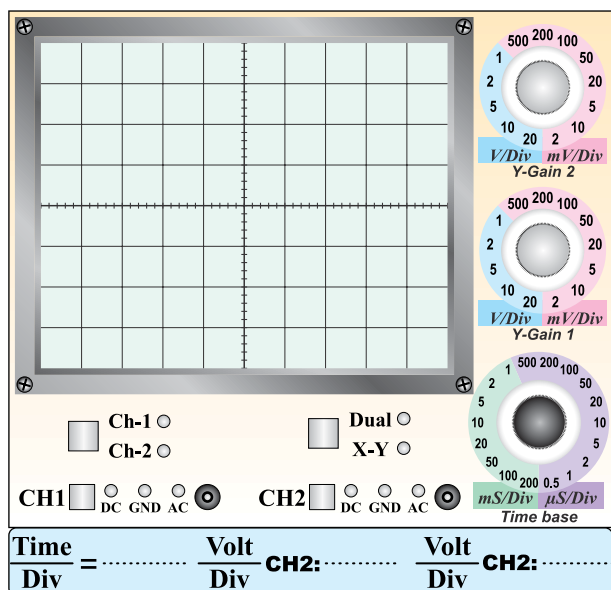 500 200 100
1 50
2 20
5 5
10 10
20 2
V/Div mV/Div
Y-Gain 2
500 200 100
1 50
2 20
5 5
10 10
20 2
V/Div mV/Div
Y-Gain 1
500 200
1 100
2 50
5 20
10 10
20 5
50 2
100 1
200 0.5
mS/Div µS/Div
Time base
Ch-1
Ch-2
Dual
X-Y
CH1 DC GND AC
CH2 DC GND AC
Time/Div = ............ Volt/Div CH2: ............ Volt/Div CH2: ............